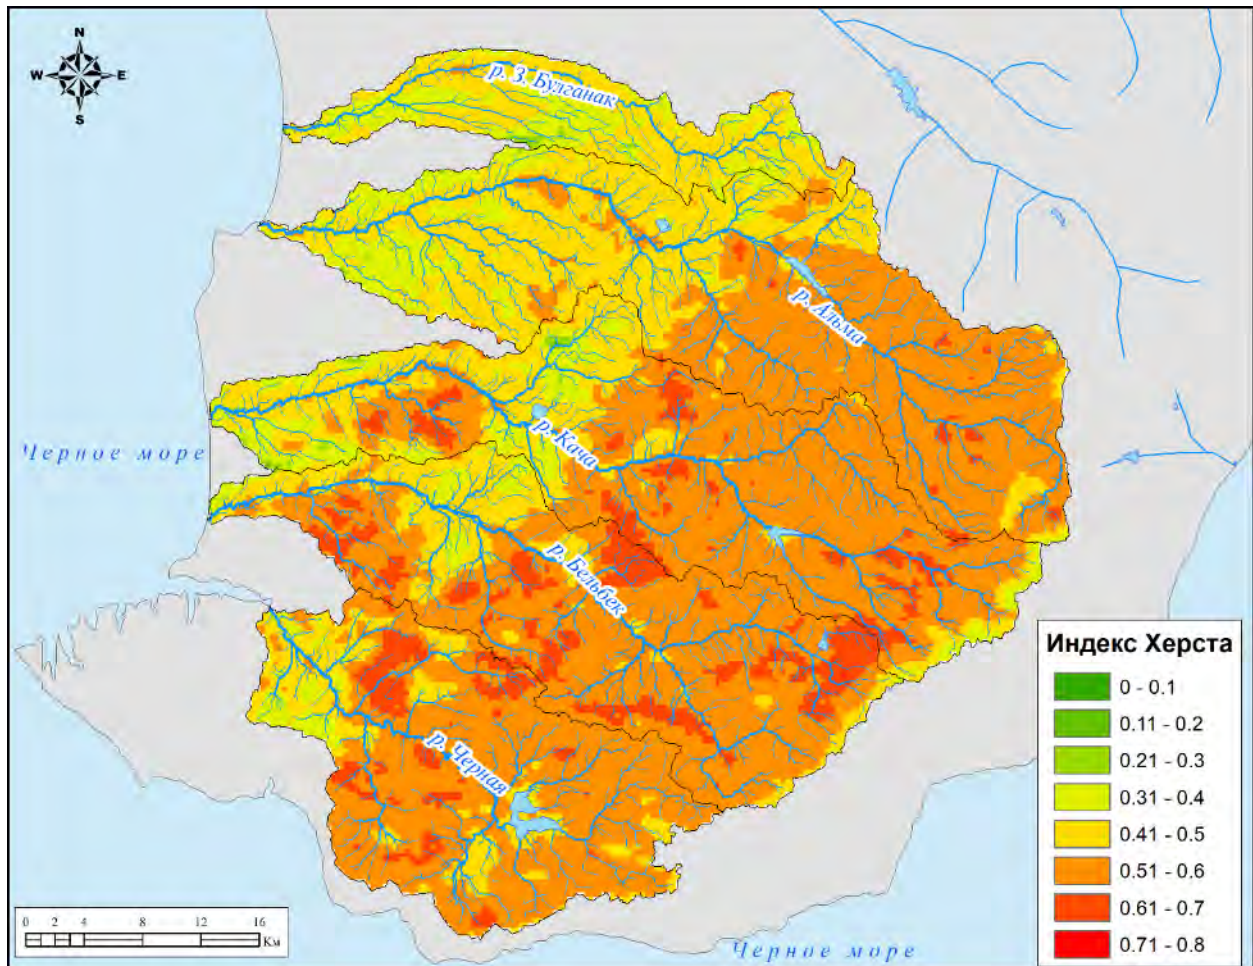 N
W E
S
р. З. Булганак
р. Альма
р. Кача
Черное море
р. Бельбек
р. Черная
Индекс Херста
0 - 0.1
0.11 - 0.2
0.21 - 0.3
0.31 - 0.4
0.41 - 0.5
0.51 - 0.6
0.61 - 0.7
0.71 - 0.8
0 2 4 8 12 16
Км
Черное море